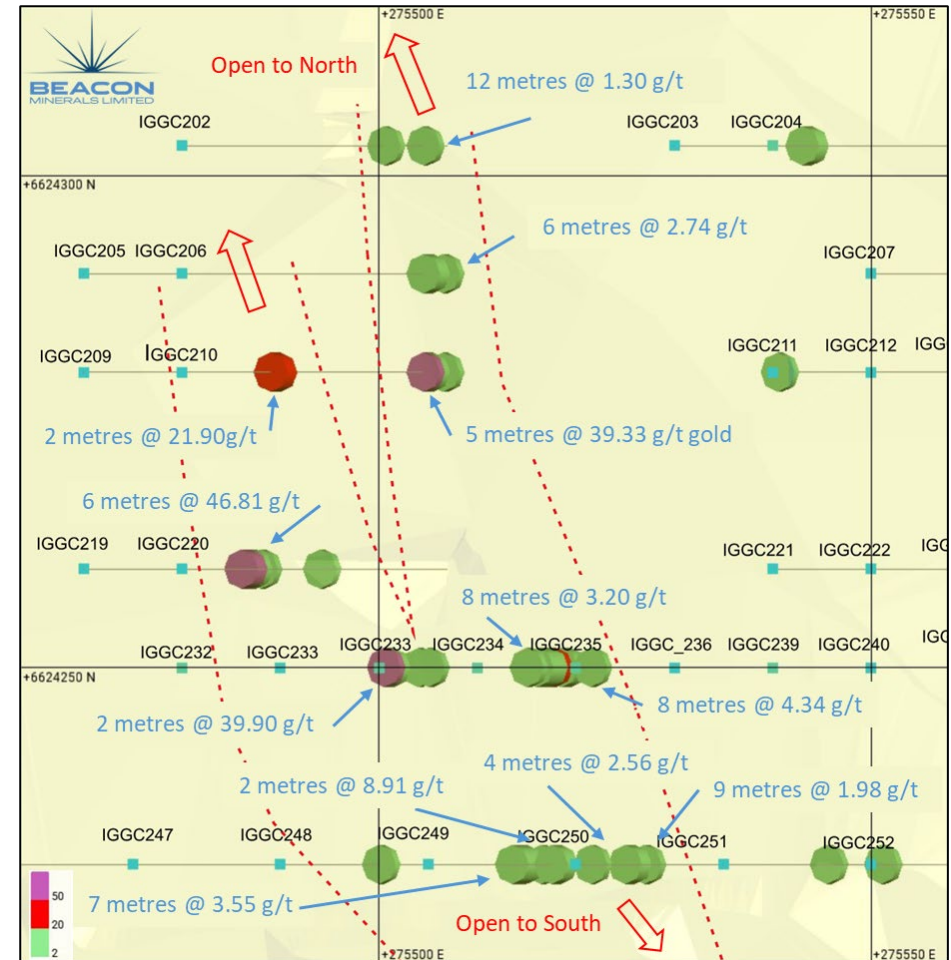 +275500 E
+275550 E
BEACON
MINERALS LIMITED
Open to North
12 metres @ 1.30 g/t
IGGC202
IGGC203
IGGC204
+6624300 N
6 metres @ 2.74 g/t
IGGC205
IGGC206
IGGC207
IGGC209
IGGC210
IGGC211
IGGC212
IGG
2 metres @ 21.90g/t
5 metres @ 39.33 g/t gold
6 metres @ 46.81 g/t
IGGC219
IGGC220
IGGC221
IGGC222
IGG
8 metres @ 3.20 g/t
IGGC232
IGGC233
IGGC233
IGGC234
IGGC235
IGGC_236
IGGC239
IGGC240
IGG
+6624250 N
2 metres @ 39.90 g/t
8 metres @ 4.34 g/t
4 metres @ 2.56 g/t
2 metres @ 8.91 g/t
9 metres @ 1.98 g/t
IGGC247
IGGC248
IGGC249
IGGC250
IGGC251
IGGC252
50
20
2
7 metres @ 3.55 g/t
Open to South
+275500 E
+275550 E